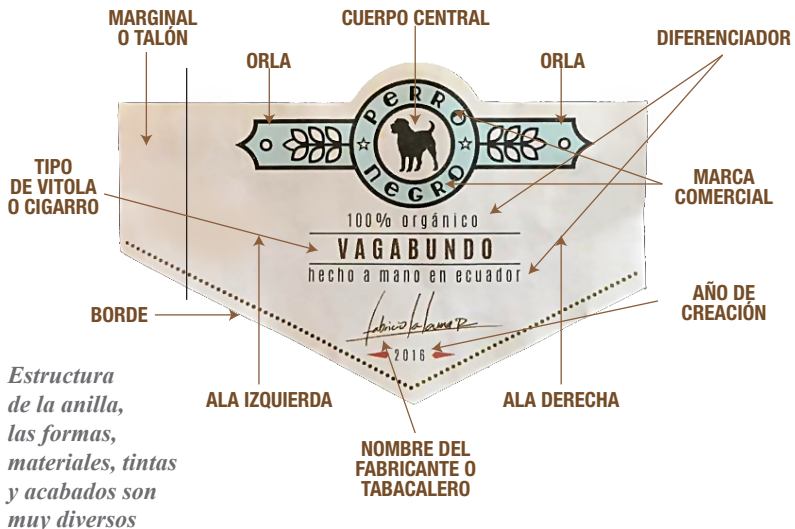 MARGINAL
O TALÓN
CUERPO CENTRAL
DIFERENCIADOR
ORLA
ORLA
PERRO
NEGRO
TIPO
DE VITOLA
O CIGARRO
MARCA
COMERCIAL
100% orgánico
VAGABUNDO
hecho a mano en ecuador
BORDE
AÑO DE
CREACIÓN
2016
ALA IZQUIERDA
ALA DERECHA
NOMBRE DEL
FABRICANTE O
TABACALERO
Estructura
de la anilla,
las formas,
materiales, tintas
y acabados son
muy diversos